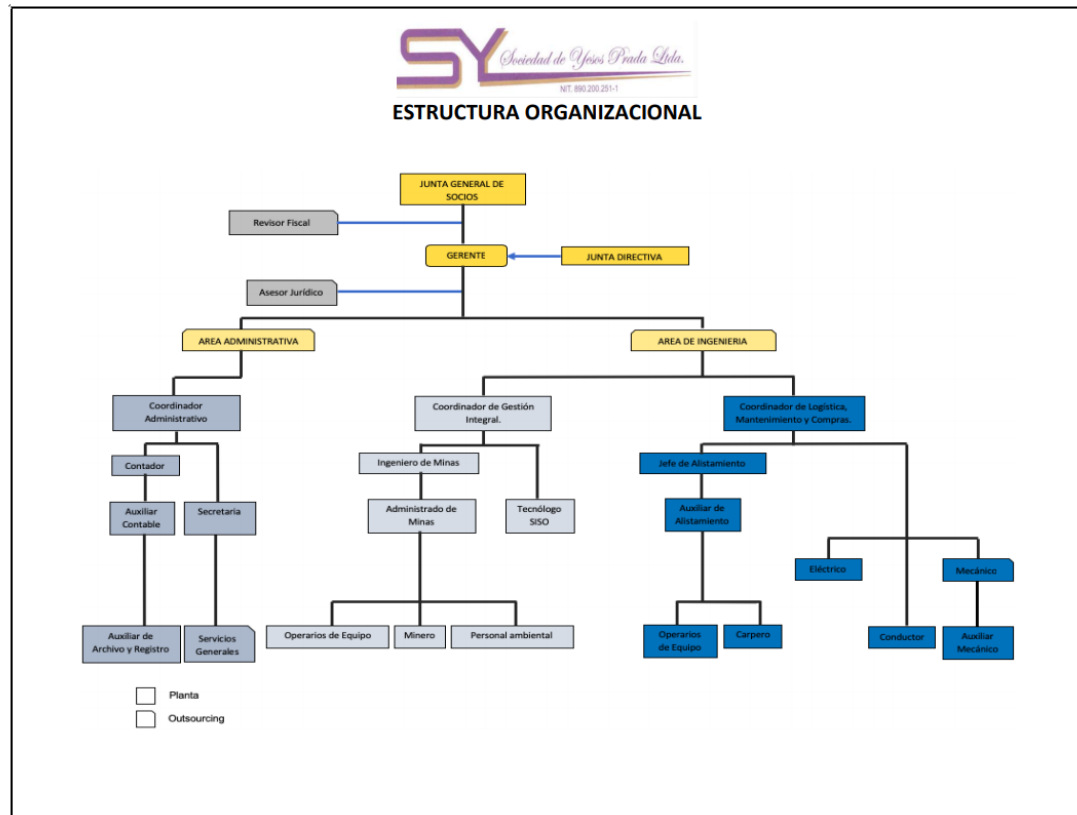 SY Sociedad de Yesos Prada Ltda.
NIT. 890.200.251-1
ESTRUCTURA ORGANIZACIONAL
JUNTA GENERAL DE
SOCIOS
Revisor Fiscal
GERENTE
JUNTA DIRECTIVA
Asesor Jurídico
AREA ADMINISTRATIVA
AREA DE INGENIERIA
Coordinador
Administrativo
Coordinador de Gestión
Integral.
Coordinador de Logística,
Mantenimiento y Compras.
Contador
Ingeniero de Minas
Jefe de Alistamiento
Auxiliar
Contable
Secretaria
Administrado de
Minas
Tecnólogo
SISO
Auxiliar de
Alistamiento
Eléctrico
Mecánico
Auxiliar de
Archivo y Registro
Servicios
Generales
Operarios de Equipo
Minero
Personal ambiental
Operarios
de Equipo
Carpero
Conductor
Auxiliar
Mecánico
Planta
Outsourcing